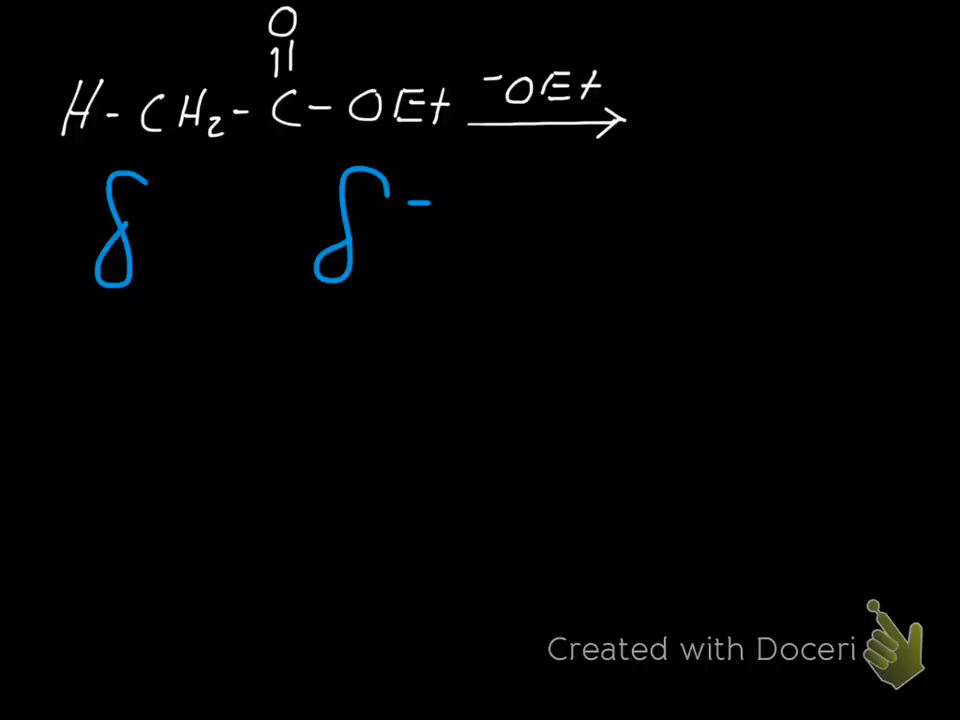 O
||
H-CH₂-C-OEt ⁻OEt →
δ δ⁻
Created with Doceri